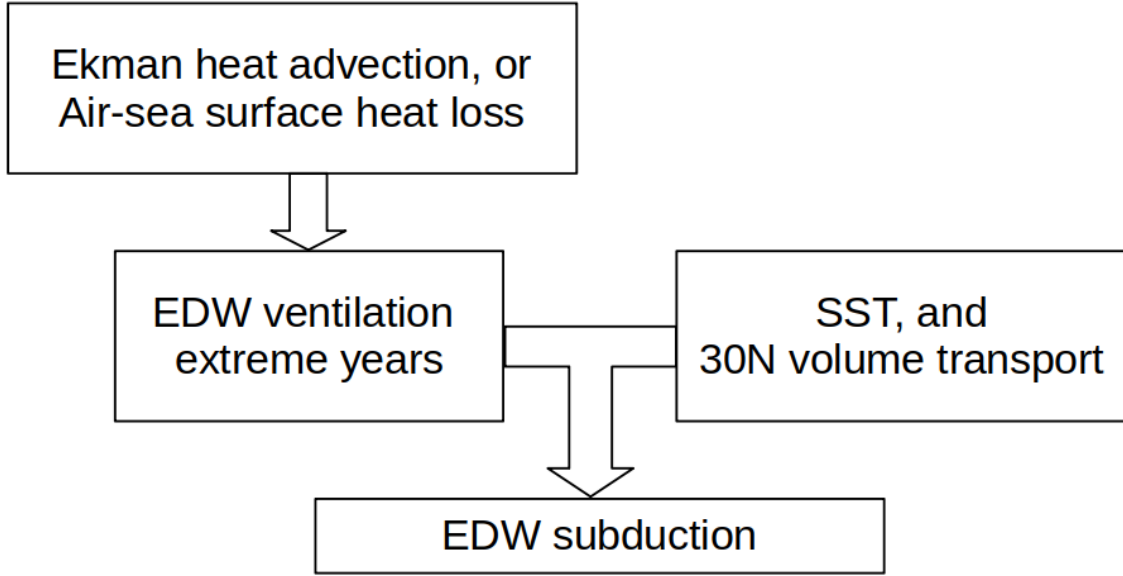 Ekman heat advection, or
Air-sea surface heat loss
EDW ventilation
extreme years
SST, and
30N volume transport
EDW subduction